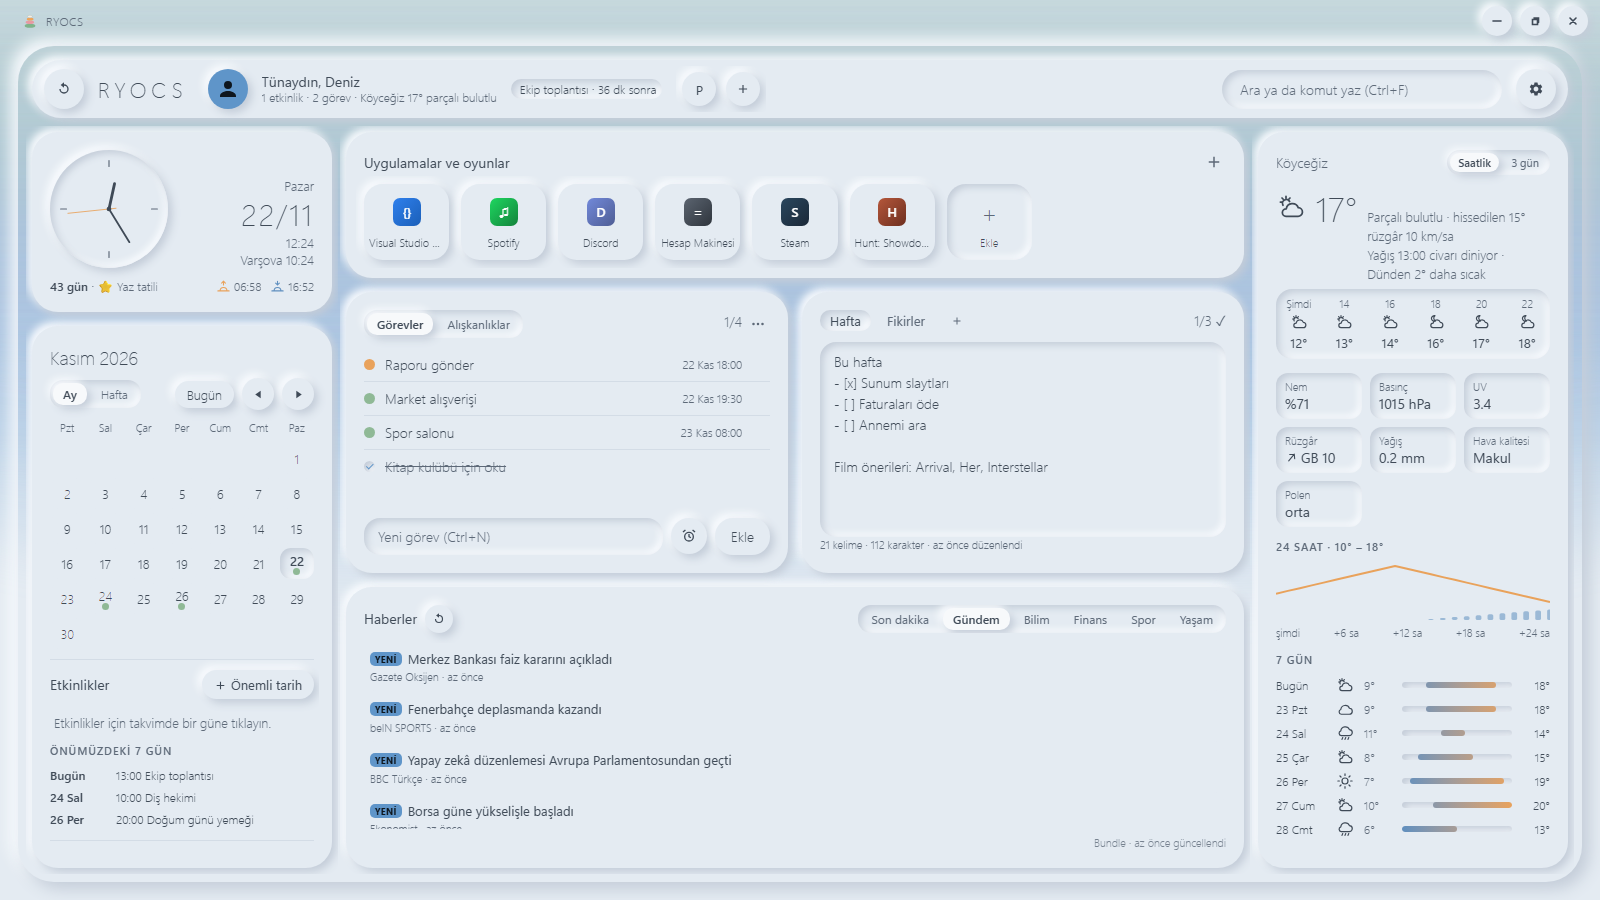 RYOCS
RYOCS
Tünaydın, Deniz
1 etkinlik · 2 görev · Köyceğiz 17° parçalı bulutlu
Ekip toplantısı · 36 dk sonra
P
+
Ara ya da komut yaz (Ctrl+F)
Pazar
22/11
12:24
Varşova 10:24
43 gün · Yaz tatili
06:58
16:52
Kasım 2026
Ay
Hafta
Bugün
Pzt Sal Çar Per Cum Cmt Paz
1
2 3 4 5 6 7 8
9 10 11 12 13 14 15
16 17 18 19 20 21 22
23 24 25 26 27 28 29
30
Etkinlikler
+ Önemli tarih
Etkinlikler için takvimde bir güne tıklayın.
ÖNÜMÜZDEKİ 7 GÜN
Bugün 13:00 Ekip toplantısı
24 Sal 10:00 Diş hekimi
26 Per 20:00 Doğum günü yemeği
Uygulamalar ve oyunlar
+
{} 
Visual Studio ...
Spotify
D
Discord
=
Hesap Makinesi
S
Steam
H
Hunt: Showdo...
+
Ekle
Görevler
Alışkanlıklar
1/4 ...
Raporu gönder 22 Kas 18:00
Market alışverişi 22 Kas 19:30
Spor salonu 23 Kas 08:00
Kitap kulübü için oku
Yeni görev (Ctrl+N)
Ekle
Hafta
Fikirler
+
1/3 ✓
Bu hafta
- [x] Sunum slaytları
- [ ] Faturaları öde
- [ ] Annemi ara
Film önerileri: Arrival, Her, Interstellar
21 kelime · 112 karakter · az önce düzenlendi
Haberler
Son dakika
Gündem
Bilim
Finans
Spor
Yaşam
YENİ Merkez Bankası faiz kararını açıkladı
Gazete Oksijen · az önce
YENİ Fenerbahçe deplasmanda kazandı
beIN SPORTS · az önce
YENİ Yapay zekâ düzenlemesi Avrupa Parlamentosundan geçti
BBC Türkçe · az önce
YENİ Borsa güne yükselişle başladı
Ekonomist · az önce
Bundle · az önce güncellendi
Köyceğiz
Saatlik
3 gün
17°
Parçalı bulutlu · hissedilen 15°
rüzgâr 10 km/sa
Yağış 13:00 civarı diniyor ·
Dünden 2° daha sıcak
Şimdi 14 16 18 20 22
12° 13° 14° 16° 17° 18°
Nem
%71
Basınç
1015 hPa
UV
3.4
Rüzgâr
↗ GB 10
Yağış
0.2 mm
Hava kalitesi
Makul
Polen
orta
24 SAAT · 10° – 18°
şimdi +6 sa +12 sa +18 sa +24 sa
7 GÜN
Bugün 9° 18°
23 Pzt 9° 18°
24 Sal 11° 14°
25 Çar 8° 15°
26 Per 7° 19°
27 Cum 10° 20°
28 Cmt 6° 13°